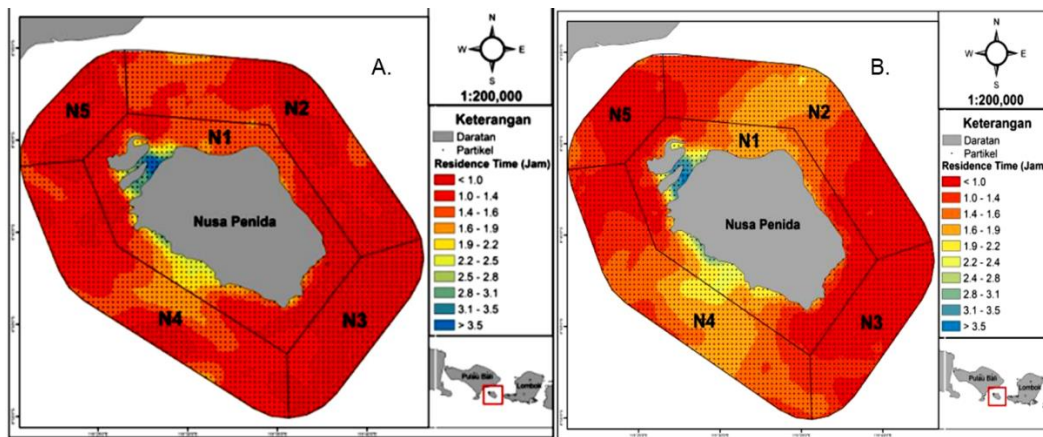 A.
N5
N2
N1
Nusa Penida
N4
N3
N
W
E
S
1:200,000
Keterangan
Daratan
Partikel
Residence Time (Jam)
< 1.0
1.0 - 1.4
1.4 - 1.6
1.6 - 1.9
1.9 - 2.2
2.2 - 2.5
2.5 - 2.8
2.8 - 3.1
3.1 - 3.5
> 3.5
Pulau Bali
Lombok
B.
N5
N2
N1
Nusa Penida
N4
N3
N
W
E
S
1:200,000
Keterangan
Daratan
Partikel
Residence Time (Jam)
< 1.0
1.0 - 1.4
1.4 - 1.6
1.6 - 1.9
1.9 - 2.2
2.2 - 2.4
2.4 - 2.8
2.8 - 3.1
3.1 - 3.5
> 3.5
Pulau Bali
Lombok